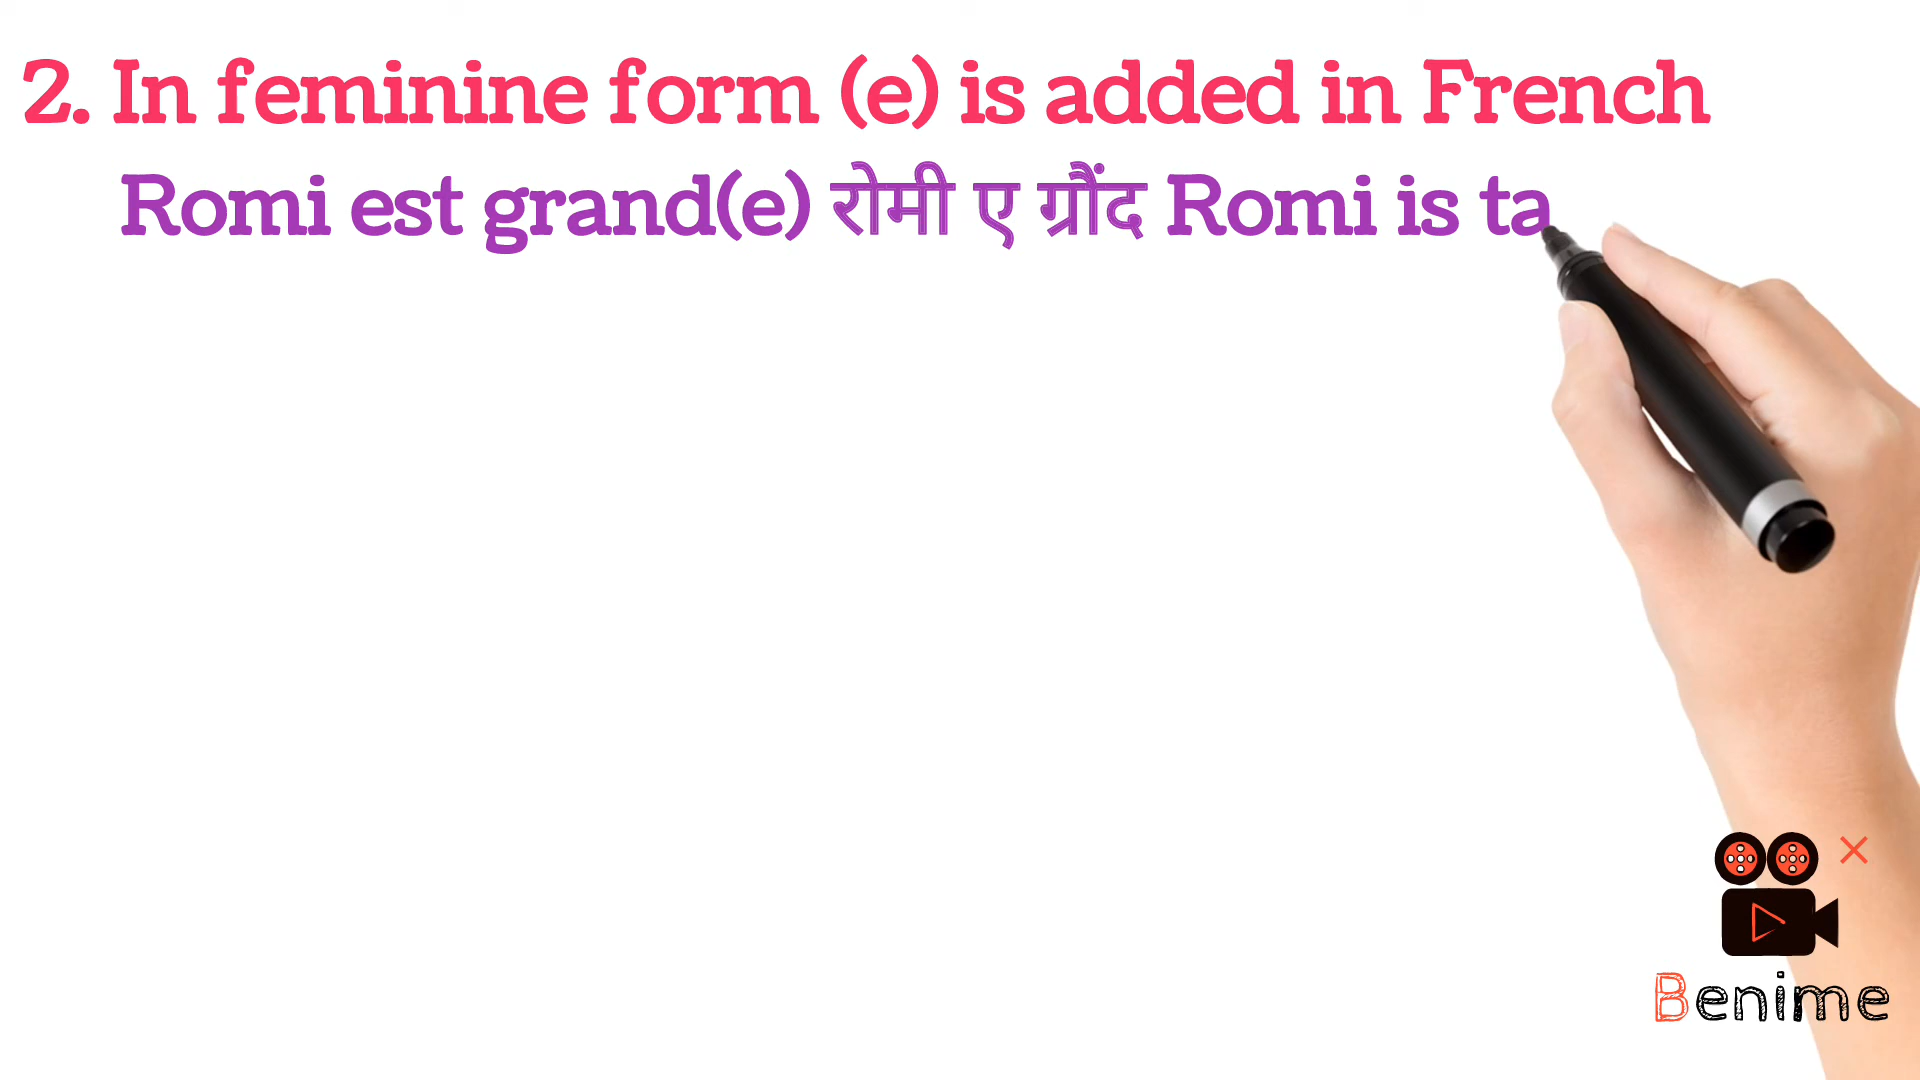 2. In feminine form (e) is added in French
Romi est grand(e) रोमी ए ग्रौंद Romi is ta
Benime